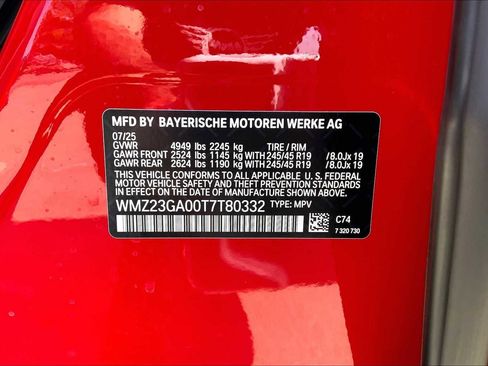 MFD BY BAYERISCHE MOTOREN WERKE AG
07/25
GVWR 4949 lbs 2245 kg TIRE / RIM
GAWR FRONT 2524 lbs 1145 kg WITH 245/45 R19 / 8.0Jx 19
GAWR REAR 2624 lbs 1190 kg WITH 245/45 R19 / 8.0Jx 19
THIS VEHICLE CONFORMS TO ALL APPLICABLE U.S.
FEDERAL MOTOR VEHICLE SAFETY, BUMPER, AND
THEFT PREVENTION STANDARDS IN EFFECT ON THE
DATE OF MANUFACTURE SHOWN ABOVE.
WMZ23GA00T7T80332 TYPE: MPV
C74
7 320 730